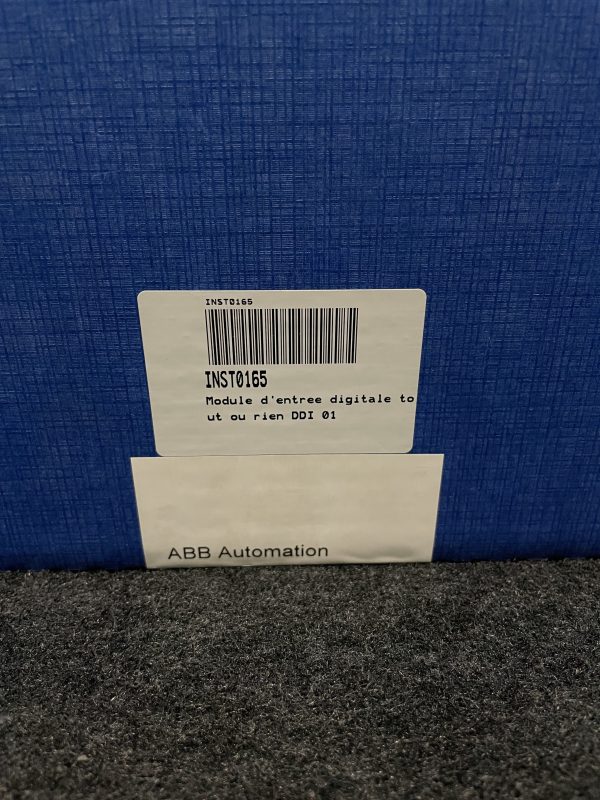 INST0165
INST0165
Module d'entree digitale to
ut ou rien DDI 01
ABB Automation